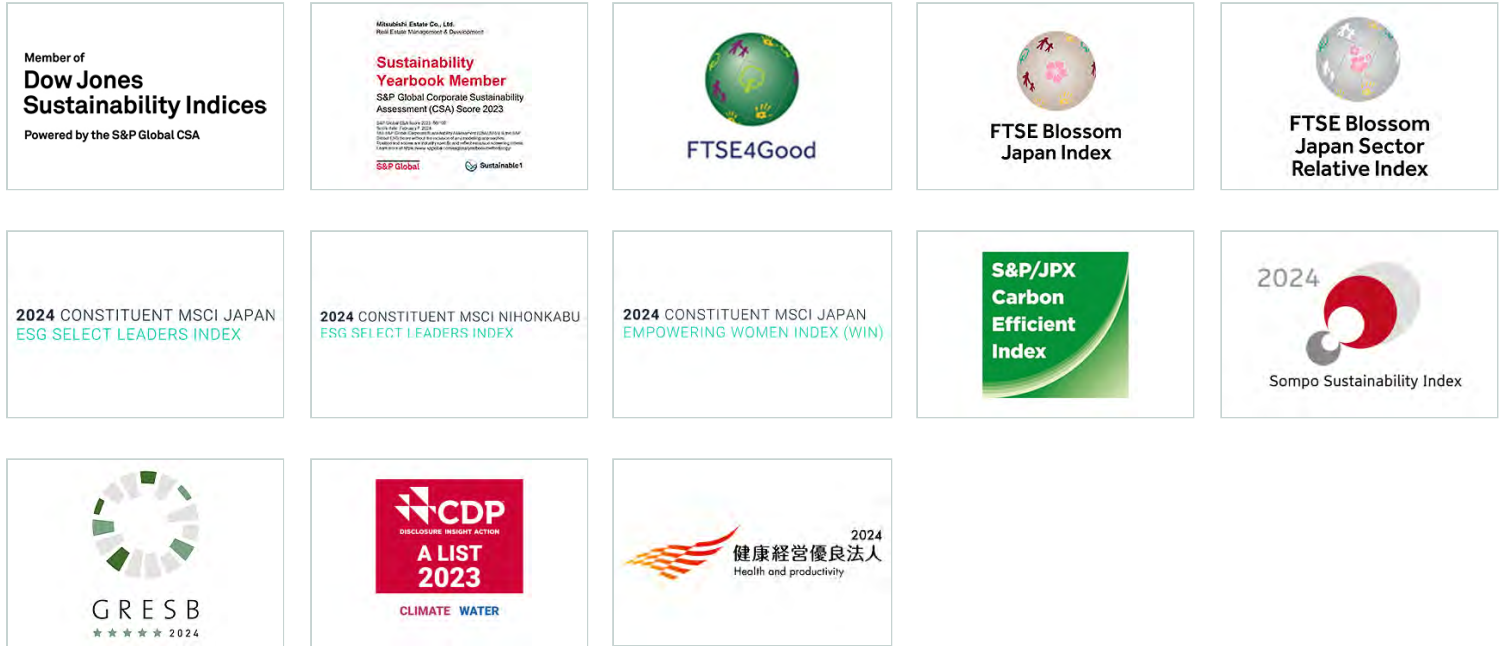 Member of
Dow Jones
Sustainability Indices
Powered by the S&P Global CSA
Mitsubishi Estate Co., Ltd.
Real Estate Management & Development
Sustainability
Yearbook Member
S&P Global Corporate Sustainability
Assessment (CSA) Score 2023
S&P Global
Sustainable1
FTSE4Good
FTSE Blossom
Japan Index
FTSE Blossom
Japan Sector
Relative Index
2024 CONSTITUENT MSCI JAPAN
ESG SELECT LEADERS INDEX
2024 CONSTITUENT MSCI NIHONKABU
ESG SELECT LEADERS INDEX
2024 CONSTITUENT MSCI JAPAN
EMPOWERING WOMEN INDEX (WIN)
S&P/JPX
Carbon
Efficient
Index
2024
Sompo Sustainability Index
GRESB
2024
CDP
DISCLOSURE INSIGHT ACTION
A LIST
2023
CLIMATE WATER
2024
健康経営優良法人
Health and productivity